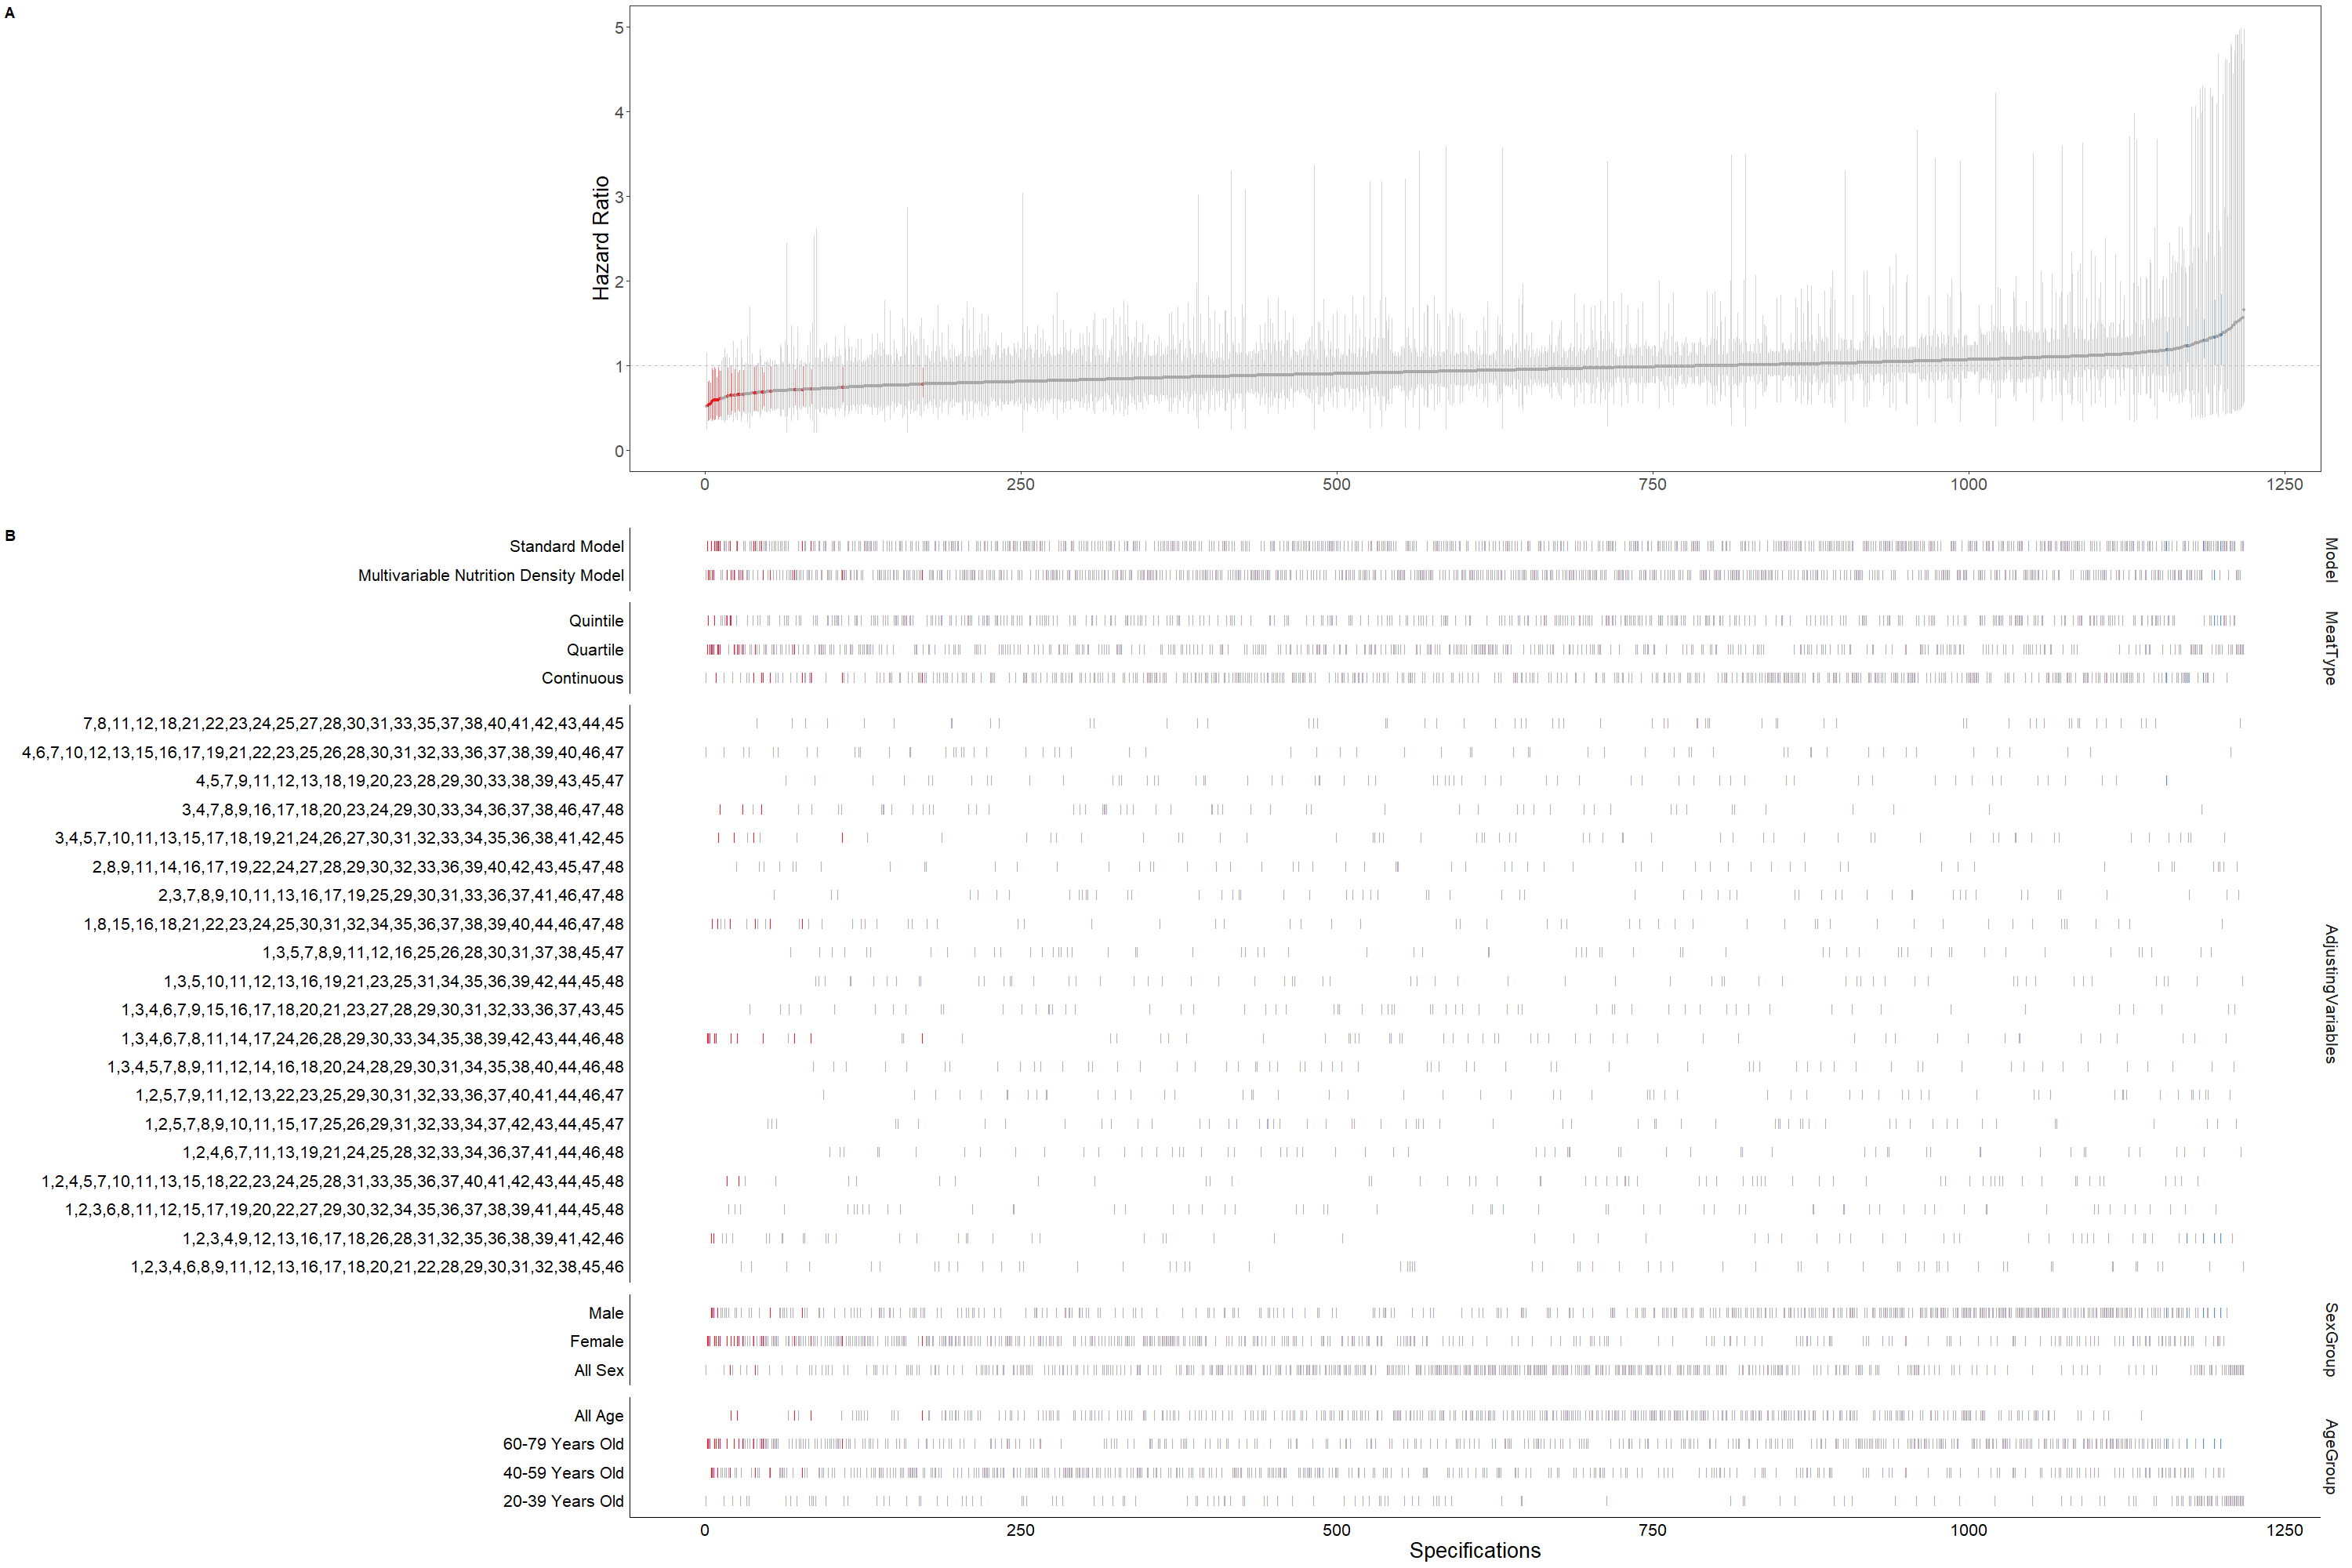 A
Hazard Ratio
5
4
3
2
1
0
0 250 500 750 1000 1250
B
Standard Model
Multivariable Nutrition Density Model
Model
Quintile
Quartile
Continuous
MeatType
7,8,11,12,18,21,22,23,24,25,27,28,30,31,33,35,37,38,40,41,42,43,44,45
4,6,7,10,12,13,15,16,17,19,21,22,23,25,26,28,30,31,32,33,36,37,38,39,40,46,47
4,5,7,9,11,12,13,18,19,20,23,28,29,30,33,38,39,43,45,47
3,4,7,8,9,16,17,18,20,23,24,29,30,33,34,36,37,38,46,47,48
3,4,5,7,10,11,13,15,17,18,19,21,24,26,27,30,31,32,33,34,35,36,38,41,42,45
2,8,9,11,14,16,17,19,22,24,27,28,29,30,32,33,36,39,40,42,43,45,47,48
2,3,7,8,9,10,11,13,16,17,19,25,29,30,31,33,36,37,41,46,47,48
1,8,15,16,18,21,22,23,24,25,30,31,32,34,35,36,37,38,39,40,44,46,47,48
1,3,5,7,8,9,11,12,16,25,26,28,30,31,37,38,45,47
1,3,5,10,11,12,13,16,19,21,23,25,31,34,35,36,39,42,44,45,48
1,3,4,6,7,9,15,16,17,18,20,21,23,27,28,29,30,31,32,33,36,37,43,45
1,3,4,6,7,8,11,14,17,24,26,28,29,30,33,34,35,38,39,42,43,44,46,48
1,3,4,5,7,8,9,11,12,14,16,18,20,24,28,29,30,31,34,35,38,40,44,46,48
1,2,5,7,9,11,12,13,22,23,25,29,30,31,32,33,36,37,40,41,44,46,47
1,2,5,7,8,9,10,11,15,17,25,26,29,31,32,33,34,37,42,43,44,45,47
1,2,4,6,7,11,13,19,21,24,25,28,32,33,34,36,37,41,44,46,48
1,2,4,5,7,10,11,13,15,18,22,23,24,25,28,31,33,35,36,37,40,41,42,43,44,45,48
1,2,3,6,8,11,12,15,17,19,20,22,27,29,30,32,34,35,36,37,38,39,41,44,45,48
1,2,3,4,9,12,13,16,17,18,26,28,31,32,35,36,38,39,41,42,46
1,2,3,4,6,8,9,11,12,13,16,17,18,20,21,22,28,29,30,31,32,38,45,46
AdjustingVariables
Male
Female
All Sex
SexGroup
All Age
60-79 Years Old
40-59 Years Old
20-39 Years Old
AgeGroup
0 250 500 750 1000 1250
Specifications